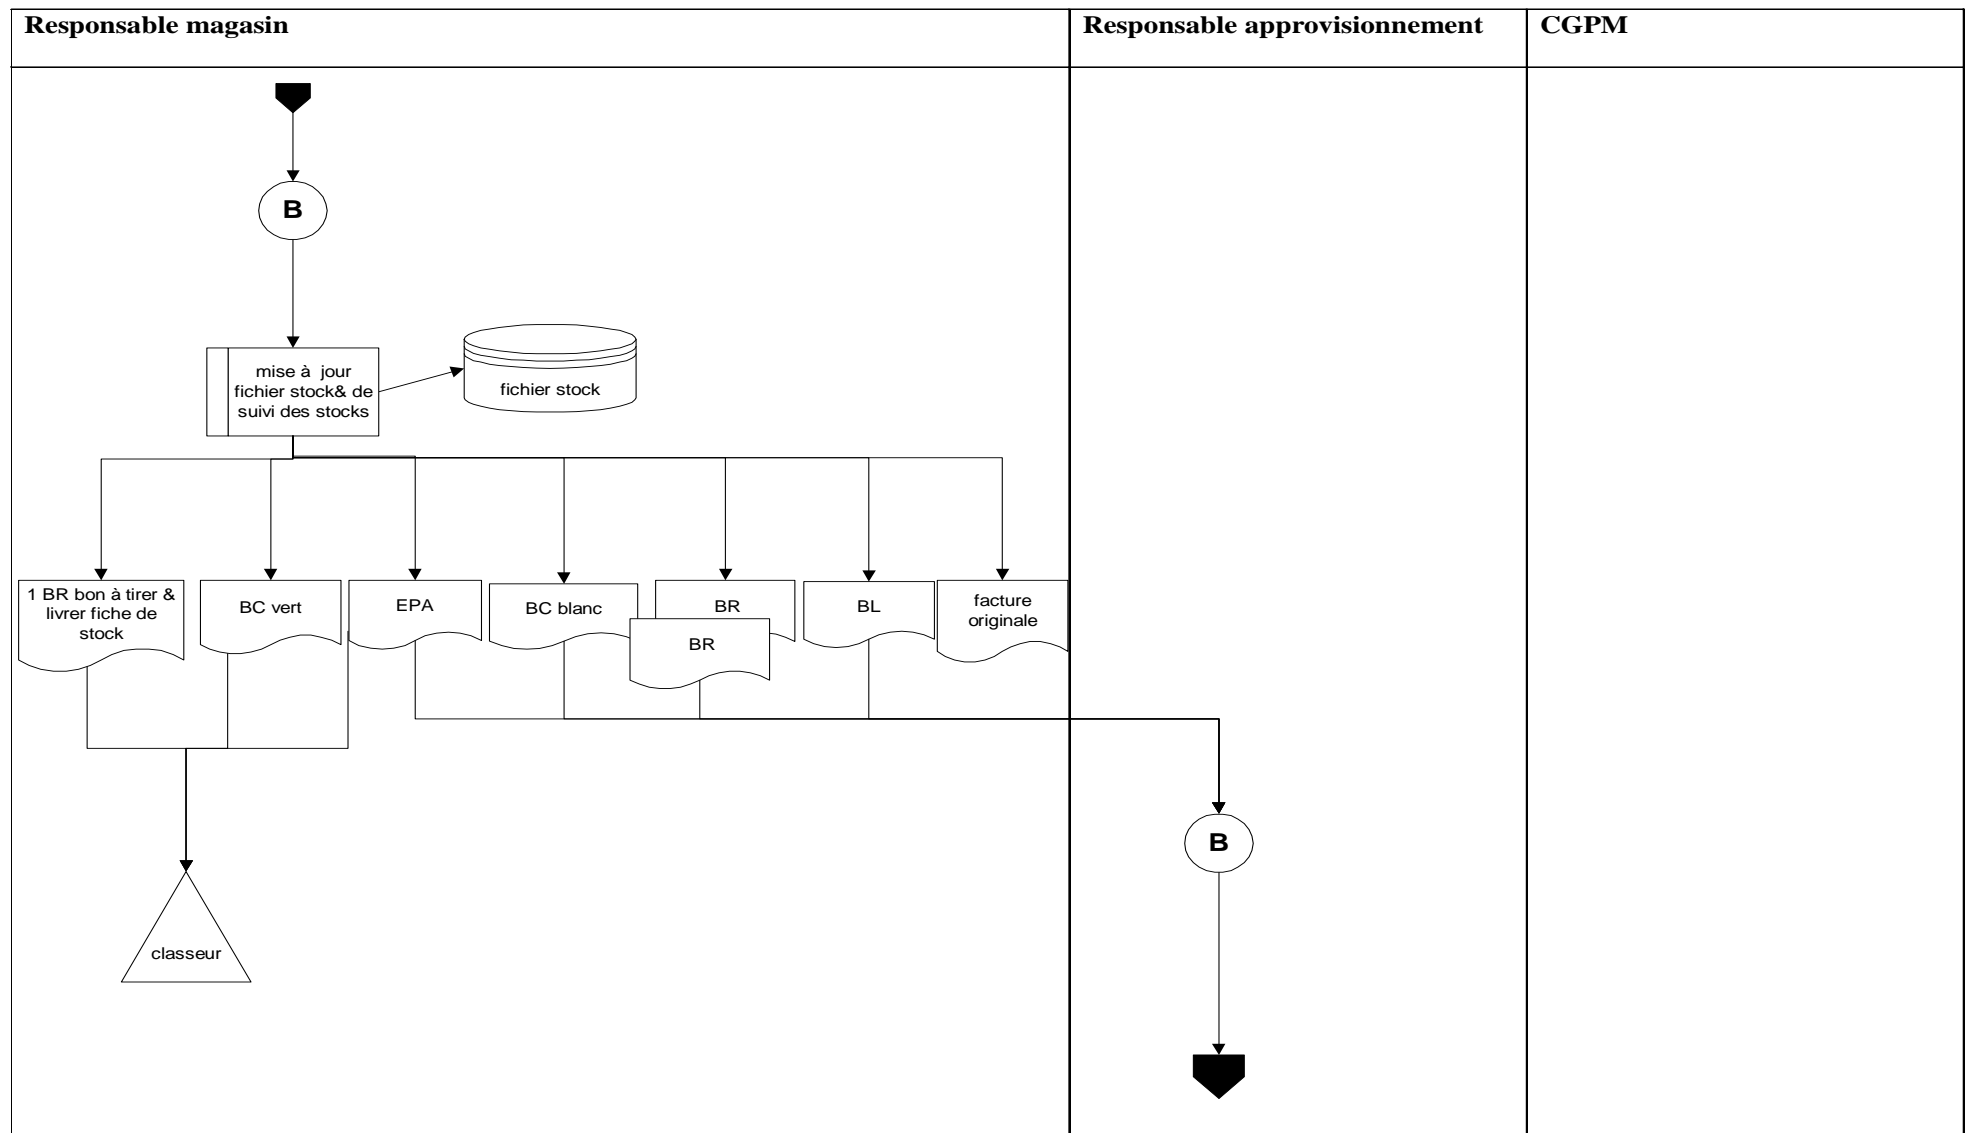 Responsable magasin
Responsable approvisionnement
CGPM
B
mise à jour
fichier stock& de
suivi des stocks
fichier stock
1 BR bon à tirer &
livrer fiche de
stock
BC vert
EPA
BC blanc
BR
BR
BL
facture
originale
B
classeur